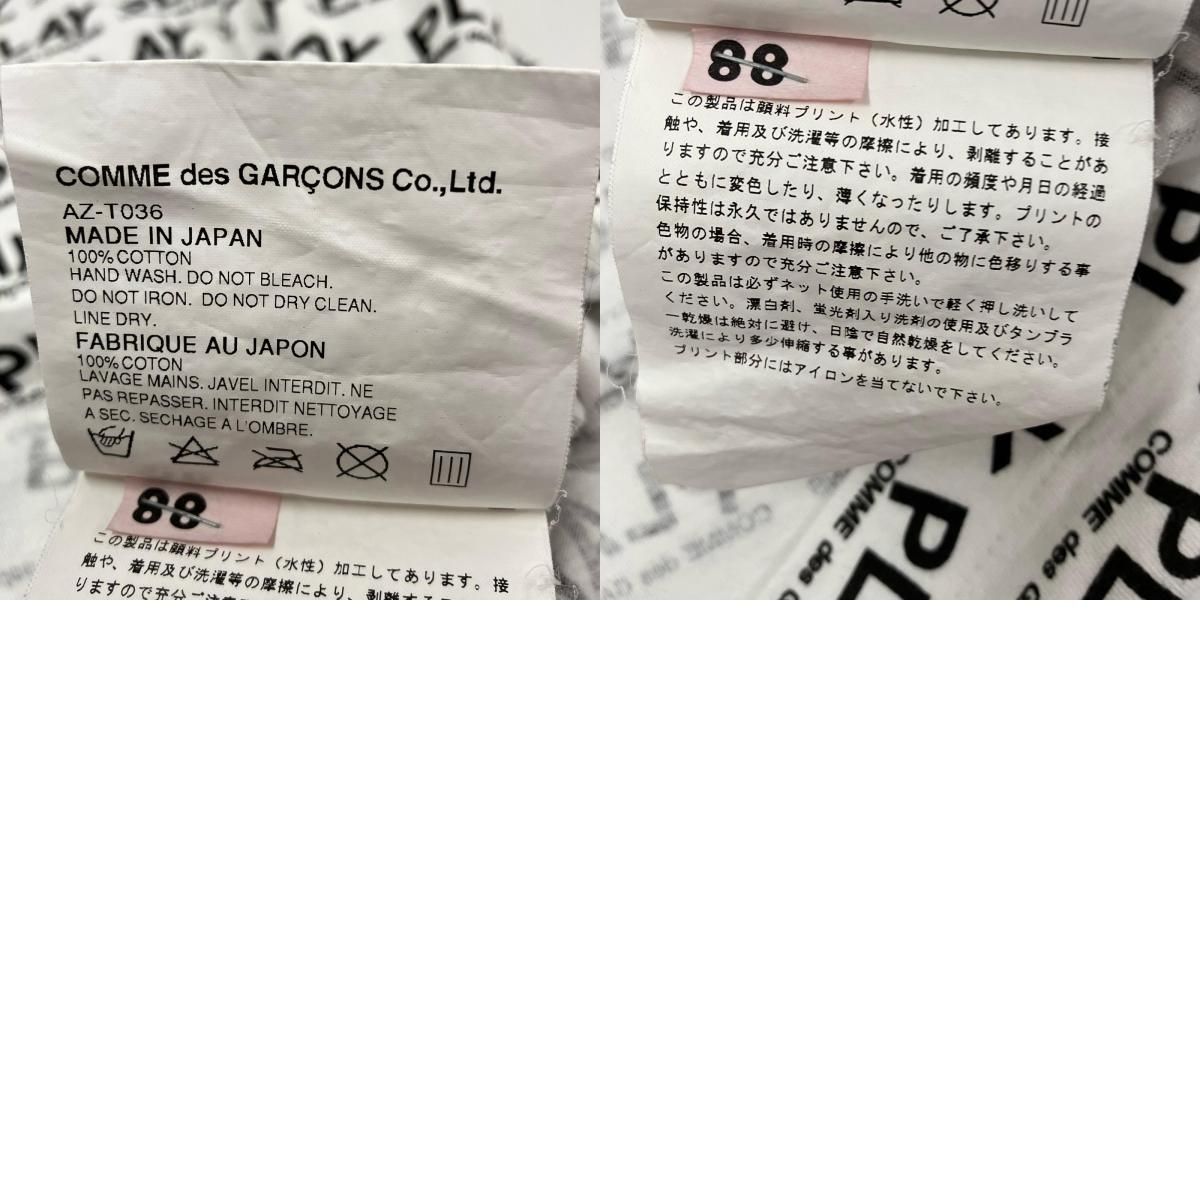 COMME des GARÇONS Co.,Ltd.
AZ-T036
MADE IN JAPAN
100% COTTON
HAND WASH. DO NOT BLEACH.
DO NOT IRON. DO NOT DRY CLEAN.
LINE DRY.
FABRIQUE AU JAPON
100% COTON
LAVAGE MAINS. JAVEL INTERDIT. NE
PAS REPASSER. INTERDIT NETTOYAGE
A SEC. SECHAGE A L'OMBRE.
88
この製品は顔料プリント（水性）加工してあります。接
触や、着用及び洗濯等の摩擦により、剥離する
りますので充分ご注意
88
この製品は顔料プリント（水性）加工してあります。接
触や、着用及び洗濯等の摩擦により、剥離することがあ
りますので充分ご注意下さい。着用の頻度や月日の経過
とともに変色したり、薄くなったりします。プリントの
保持性は永久ではありませんので、ご了承下さい。
色物の場合、着用時の摩擦により他の物に色移りする事
がありますので充分ご注意下さい。
この製品は必ずネット使用の手洗いで軽く押し洗いして
ください。漂白剤、蛍光剤入り洗剤の使用及びタンブラ
ー乾燥は絶対に避け、日陰で自然乾燥をしてください。
洗濯により多少伸縮する事があります。
プリント部分にはアイロンを当てないで下さい。
PL
COMME des
COMME des
PL
PL